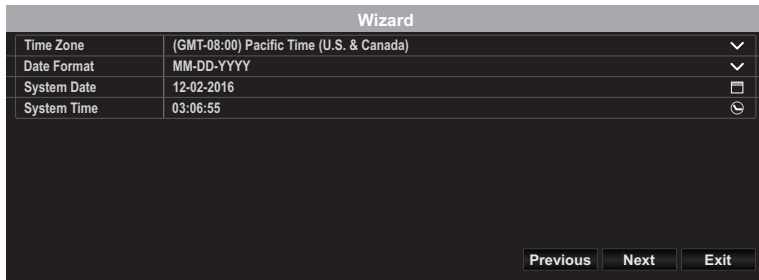 Wizard
Time Zone (GMT-08:00) Pacific Time (U.S. & Canada)
Date Format MM-DD-YYYY
System Date 12-02-2016
System Time 03:06:55
Previous Next Exit